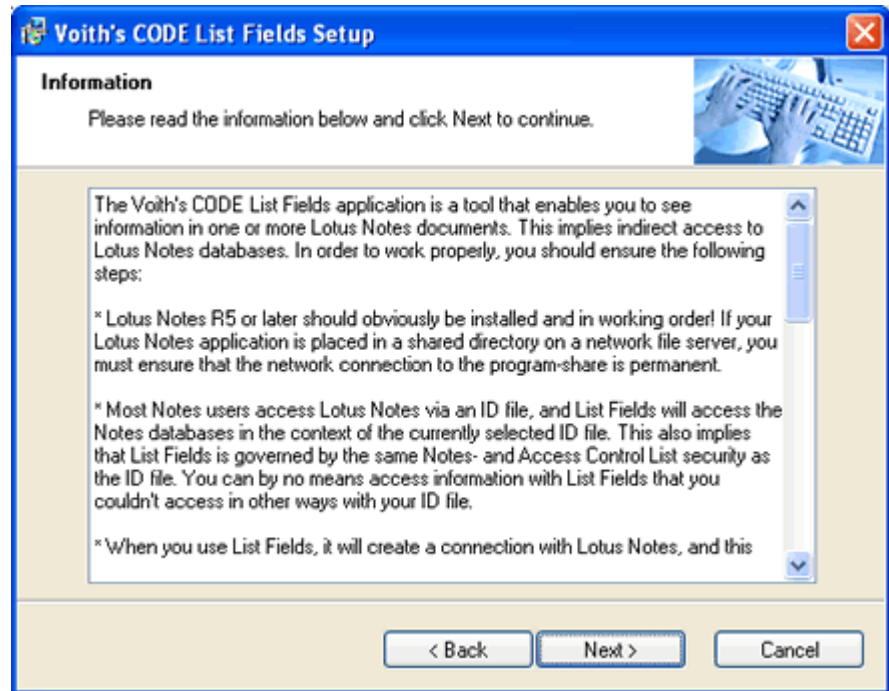 Voith's CODE List Fields Setup
Information
Please read the information below and click Next to continue.
The Voith's CODE List Fields application is a tool that enables you to see
information in one or more Lotus Notes documents. This implies indirect access to
Lotus Notes databases. In order to work properly, you should ensure the following
steps:
* Lotus Notes R5 or later should obviously be installed and in working order! If your
Lotus Notes application is placed in a shared directory on a network file server, you
must ensure that the network connection to the program-share is permanent.
* Most Notes users access Lotus Notes via an ID file, and List Fields will access the
Notes databases in the context of the currently selected ID file. This also implies
that List Fields is governed by the same Notes- and Access Control List security as
the ID file. You can by no means access information with List Fields that you
couldn't access in other ways with your ID file.
* When you use List Fields, it will create a connection with Lotus Notes, and this
< Back
Next >
Cancel